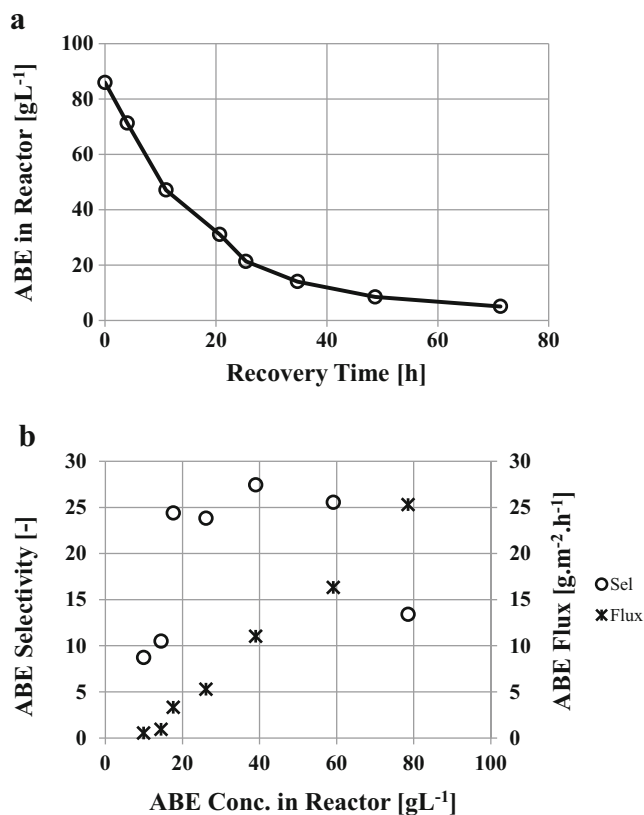 a
ABE in Reactor [gL⁻¹]
100
80
60
40
20
0
0 20 40 60 80
Recovery Time [h]
b
ABE Selectivity [-]
30
25
20
15
10
5
0
0 20 40 60 80 100
ABE Conc. in Reactor [gL⁻¹]
30
25
20
15
10
5
0
ABE Flux [g.m⁻².h⁻¹]
Sel
Flux